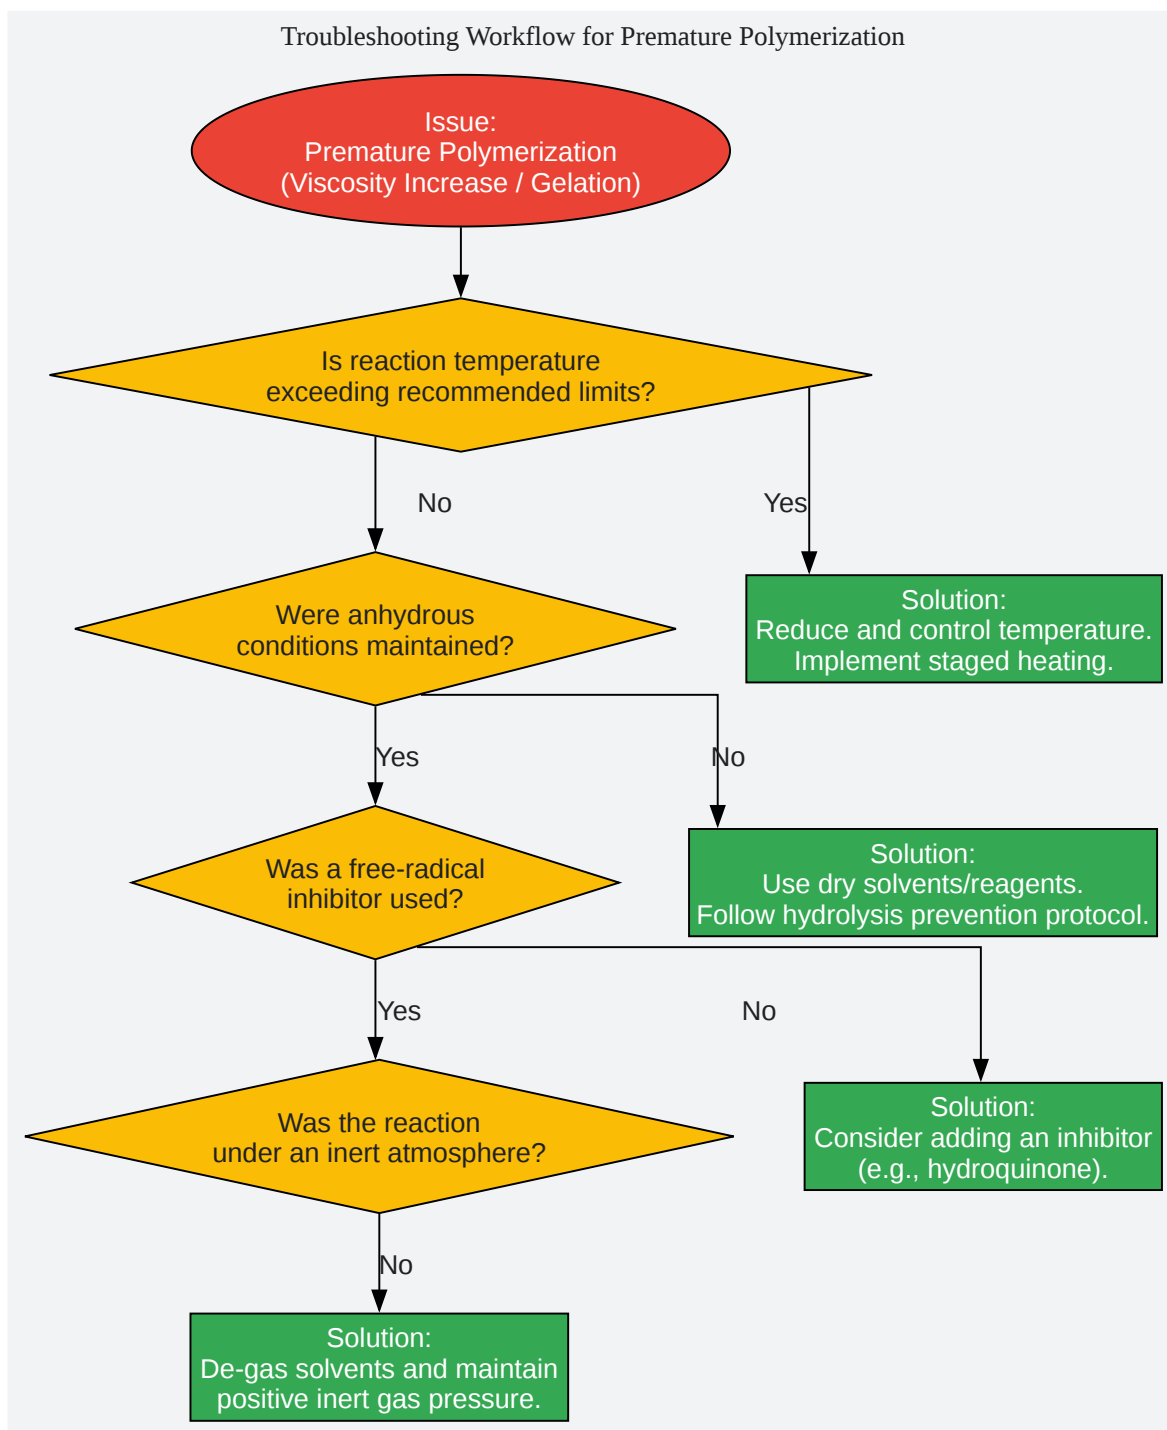 Troubleshooting Workflow for Premature Polymerization
Issue:
Premature Polymerization
(Viscosity Increase / Gelation)
Is reaction temperature
exceeding recommended limits?
No
Yes
Were anhydrous
conditions maintained?
Solution:
Reduce and control temperature.
Implement staged heating.
Yes
No
Was a free-radical
inhibitor used?
Solution:
Use dry solvents/reagents.
Follow hydrolysis prevention protocol.
Yes
No
Was the reaction
under an inert atmosphere?
Solution:
Consider adding an inhibitor
(e.g., hydroquinone).
No
Solution:
De-gas solvents and maintain
positive inert gas pressure.